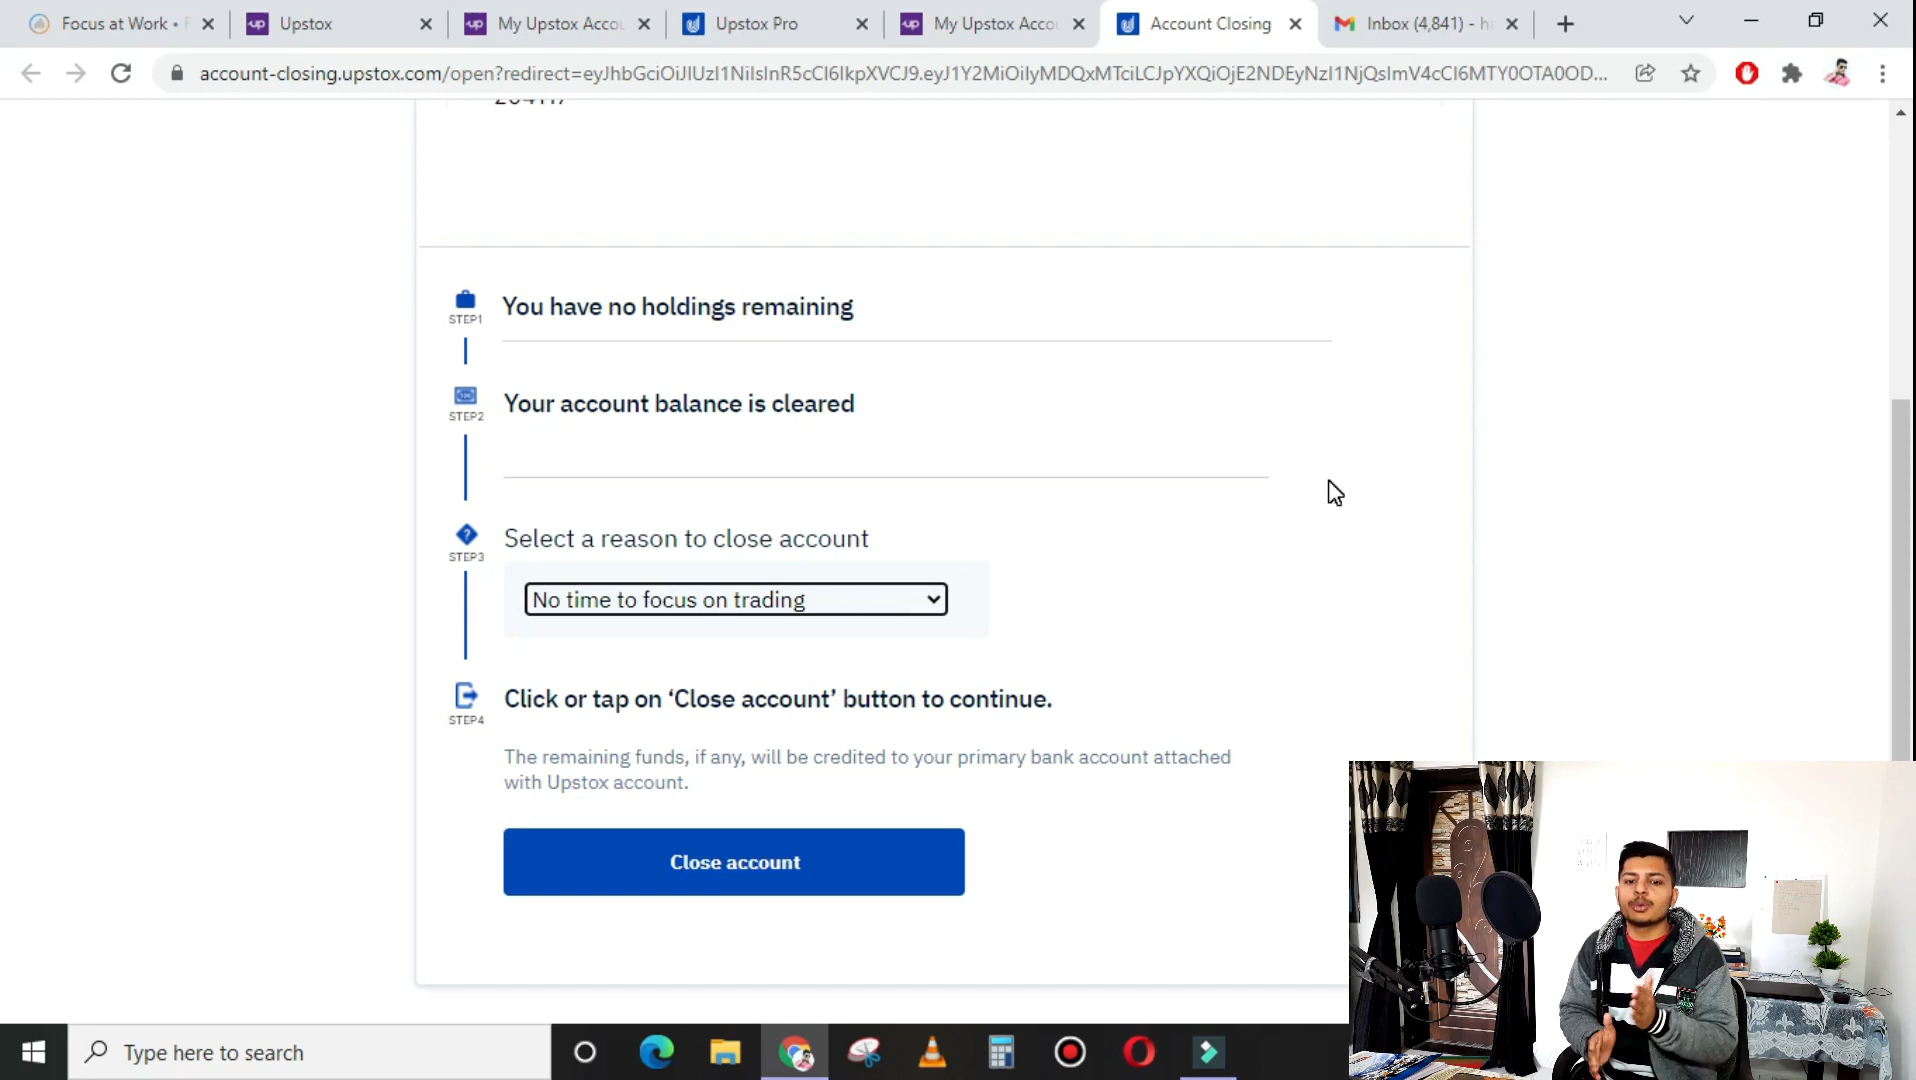 Focus at Work •
Upstox
My Upstox Accou
Upstox Pro
My Upstox Accou
Account Closing
Inbox (4,841) - h
account-closing.upstox.com/open?redirect=eyJhbGciOiJIUzI1NiIsInR5cCI6IkpXVCJ9.eyJ1Y2MiOiIyMDQxMTciLCJpYXQiOjE2NDEyNzI1NjQsImV4cCI6MTY0OTA0OD...
STEP1
You have no holdings remaining
STEP2
Your account balance is cleared
STEP3
Select a reason to close account
No time to focus on trading
STEP4
Click or tap on ‘Close account’ button to continue.
The remaining funds, if any, will be credited to your primary bank account attached
with Upstox account.
Close account
Type here to search